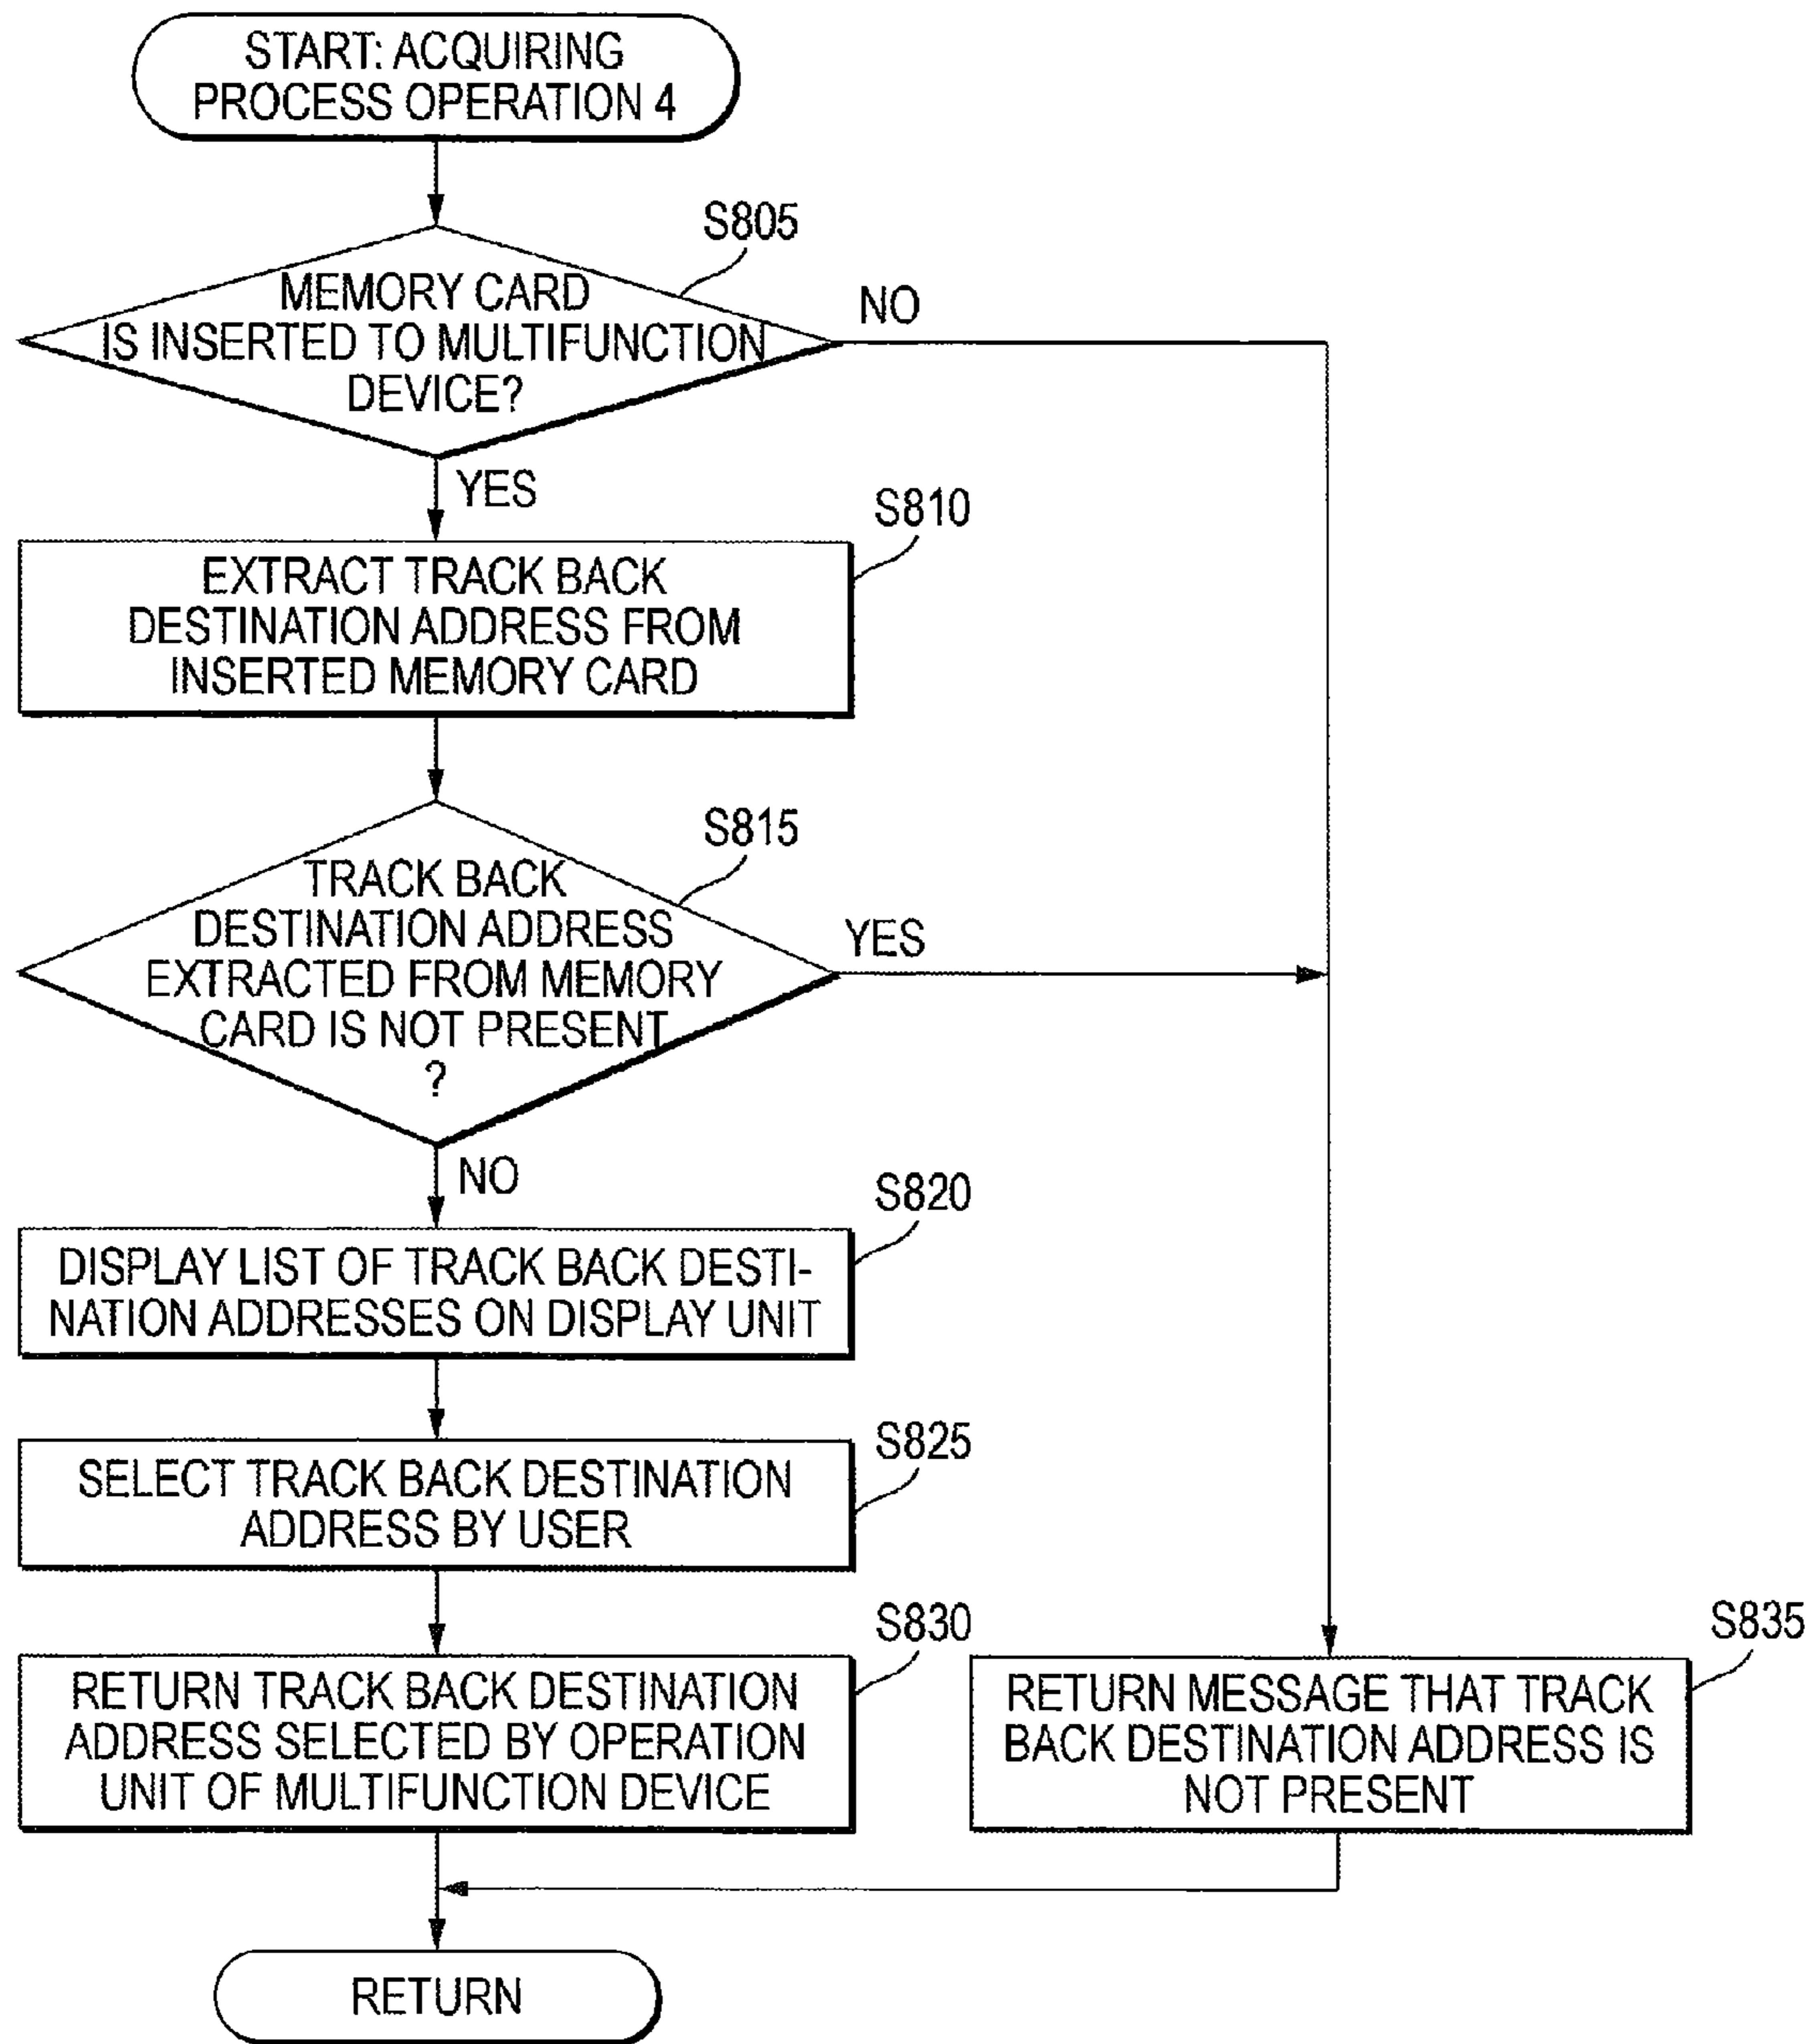 START: ACQUIRING
PROCESS OPERATION 4
S805
MEMORY CARD
IS INSERTED TO MULTIFUNCTION
DEVICE?
NO
YES
S810
EXTRACT TRACK BACK
DESTINATION ADDRESS FROM
INSERTED MEMORY CARD
S815
TRACK BACK
DESTINATION ADDRESS
EXTRACTED FROM MEMORY
CARD IS NOT PRESENT
?
YES
NO
S820
DISPLAY LIST OF TRACK BACK DESTI-
NATION ADDRESSES ON DISPLAY UNIT
S825
SELECT TRACK BACK DESTINATION
ADDRESS BY USER
S830
RETURN TRACK BACK DESTINATION
ADDRESS SELECTED BY OPERATION
UNIT OF MULTIFUNCTION DEVICE
S835
RETURN MESSAGE THAT TRACK
BACK DESTINATION ADDRESS IS
NOT PRESENT
RETURN